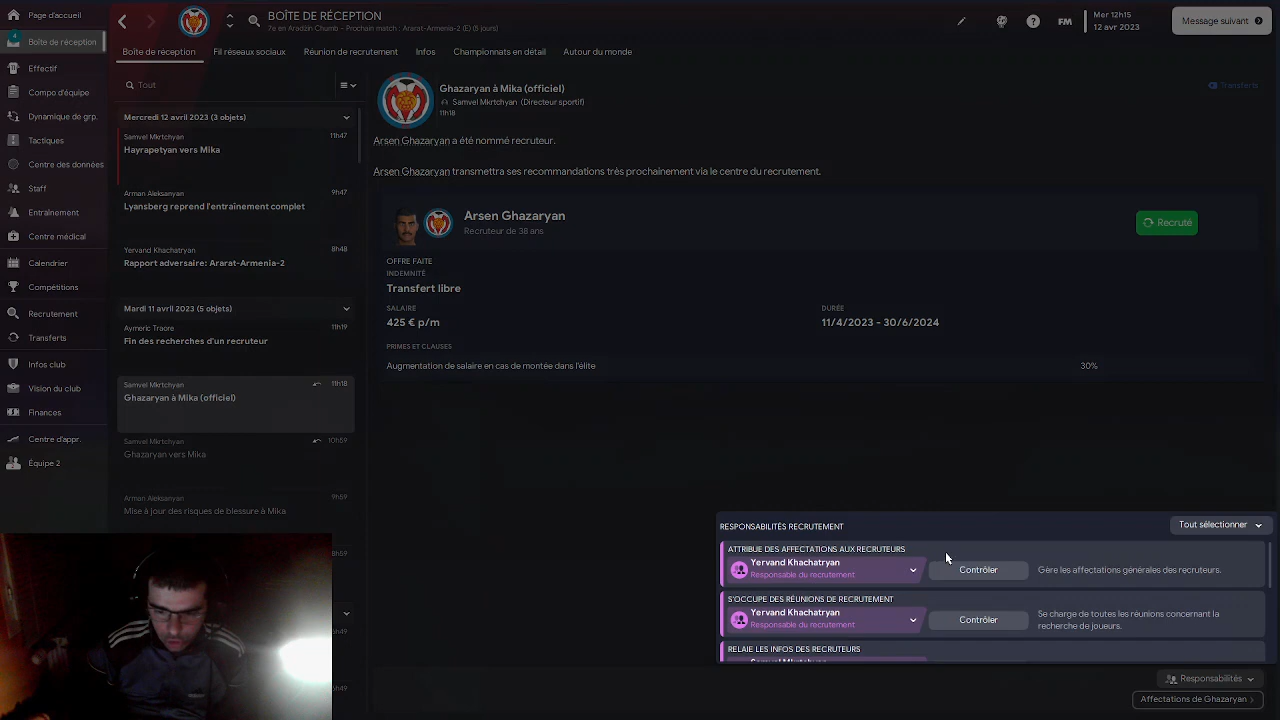 Page d'accueil
4
Boîte de réception
Effectif
Compo d'équipe
Dynamique de grp.
Tactiques
Centre des données
Staff
Entraînement
Centre médical
Calendrier
Compétitions
Recrutement
Transferts
Infos club
Vision du club
Finances
Centre d'appr.
Équipe 2
BOÎTE DE RÉCEPTION
7e en Aradzin Chumb - Prochain match : Ararat-Armenia-2 (E) (5 jours)
FM
Mer 12h15
12 avr 2023
Message suivant
Boîte de réception
Fil réseaux sociaux
Réunion de recrutement
Infos
Championnats en détail
Autour du monde
Tout
Mercredi 12 avril 2023 (3 objets)
Samvel Mkrtchyan 11h47
Hayrapetyan vers Mika
Arman Aleksanyan 9h47
Lyansberg reprend l'entraînement complet
Yervand Khachatryan 8h48
Rapport adversaire: Ararat-Armenia-2
Mardi 11 avril 2023 (5 objets)
Aymeric Traore 11h19
Fin des recherches d'un recruteur
Samvel Mkrtchyan 11h18
Ghazaryan à Mika (officiel)
Samvel Mkrtchyan 10h59
Ghazaryan vers Mika
Arman Aleksanyan 9h59
Mise à jour des risques de blessure à Mika
Ghazaryan à Mika (officiel)
Samvel Mkrtchyan (Directeur sportif)
11h18
Transferts
Arsen Ghazaryan a été nommé recruteur.
Arsen Ghazaryan transmettra ses recommandations très prochainement via le centre du recrutement.
Arsen Ghazaryan
Recruteur de 38 ans
Recruté
OFFRE FAITE
INDEMNITÉ
Transfert libre
SALAIRE
425 € p/m
DURÉE
11/4/2023 - 30/6/2024
PRIMES ET CLAUSES
Augmentation de salaire en cas de montée dans l'élite 30%
RESPONSABILITÉS RECRUTEMENT
Tout sélectionner
ATTRIBUE DES AFFECTATIONS AUX RECRUTEURS
Yervand Khachatryan
Responsable du recrutement
Contrôler
Gère les affectations générales des recruteurs.
S'OCCUPE DES RÉUNIONS DE RECRUTEMENT
Yervand Khachatryan
Responsable du recrutement
Contrôler
Se charge de toutes les réunions concernant la
recherche de joueurs.
RELAIE LES INFOS DES RECRUTEURS
Samvel Mkrtchyan
Responsabilités
Affectations de Ghazaryan